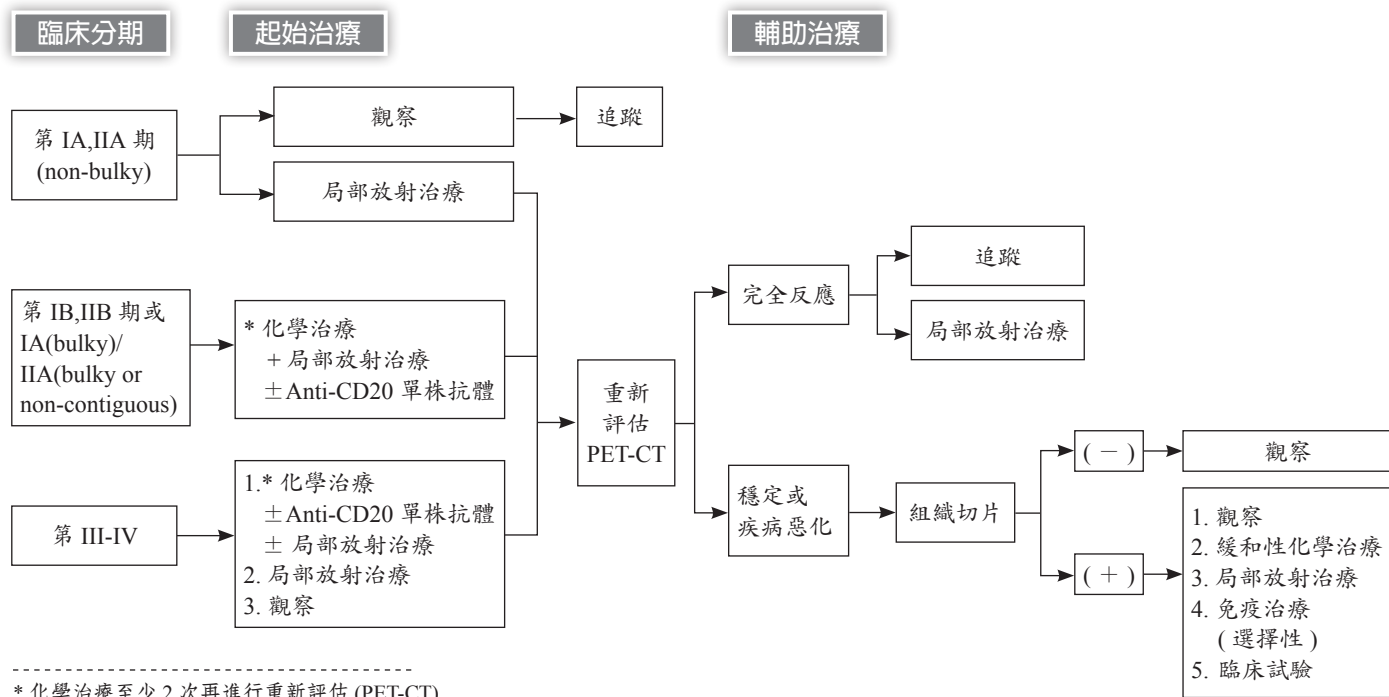 臨床分期
起始治療
輔助治療
第 IA,IIA 期
(non-bulky)
觀察
追蹤
局部放射治療
第 IB,IIB 期或
IA(bulky)/
IIA(bulky or
non-contiguous)
* 化學治療
+ 局部放射治療
±Anti-CD20 單株抗體
第 III-IV
1.* 化學治療
±Anti-CD20 單株抗體
± 局部放射治療
2. 局部放射治療
3. 觀察
重新
評估
PET-CT
完全反應
追蹤
局部放射治療
穩定或
疾病惡化
組織切片
( − )
觀察
( + )
1. 觀察
2. 緩和性化學治療
3. 局部放射治療
4. 免疫治療
( 選擇性 )
5. 臨床試驗
* 化學治療至少 2 次再進行重新評估 (PET-CT)